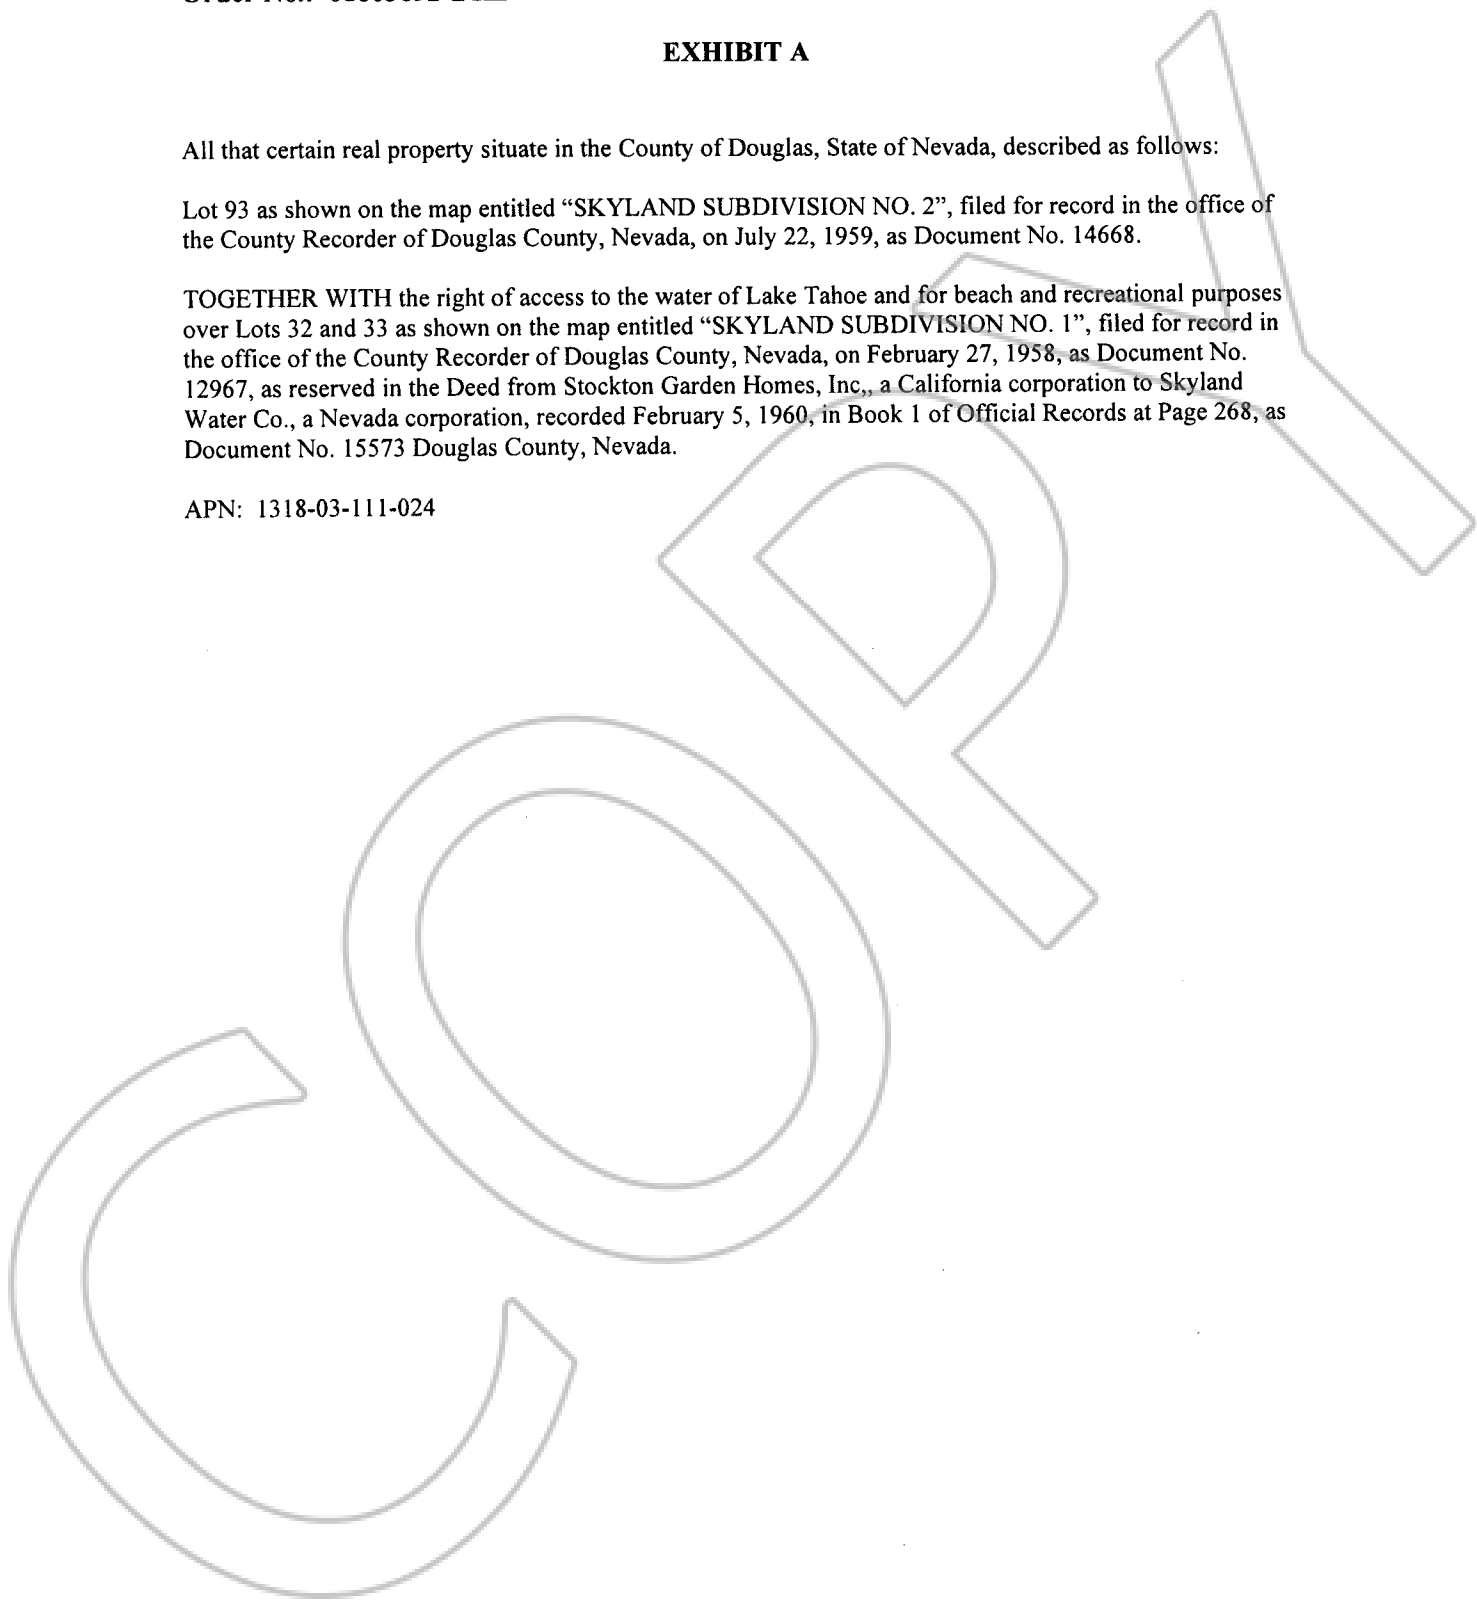 EXHIBIT A
All that certain real property situate in the County of Douglas, State of Nevada, described as follows:
Lot 93 as shown on the map entitled “SKYLAND SUBDIVISION NO. 2”, filed for record in the office of
the County Recorder of Douglas County, Nevada, on July 22, 1959, as Document No. 14668.
TOGETHER WITH the right of access to the water of Lake Tahoe and for beach and recreational purposes
over Lots 32 and 33 as shown on the map entitled “SKYLAND SUBDIVISION NO. 1”, filed for record in
the office of the County Recorder of Douglas County, Nevada, on February 27, 1958, as Document No.
12967, as reserved in the Deed from Stockton Garden Homes, Inc,, a California corporation to Skyland
Water Co., a Nevada corporation, recorded February 5, 1960, in Book 1 of Official Records at Page 268, as
Document No. 15573 Douglas County, Nevada.
APN: 1318-03-111-024
COPY